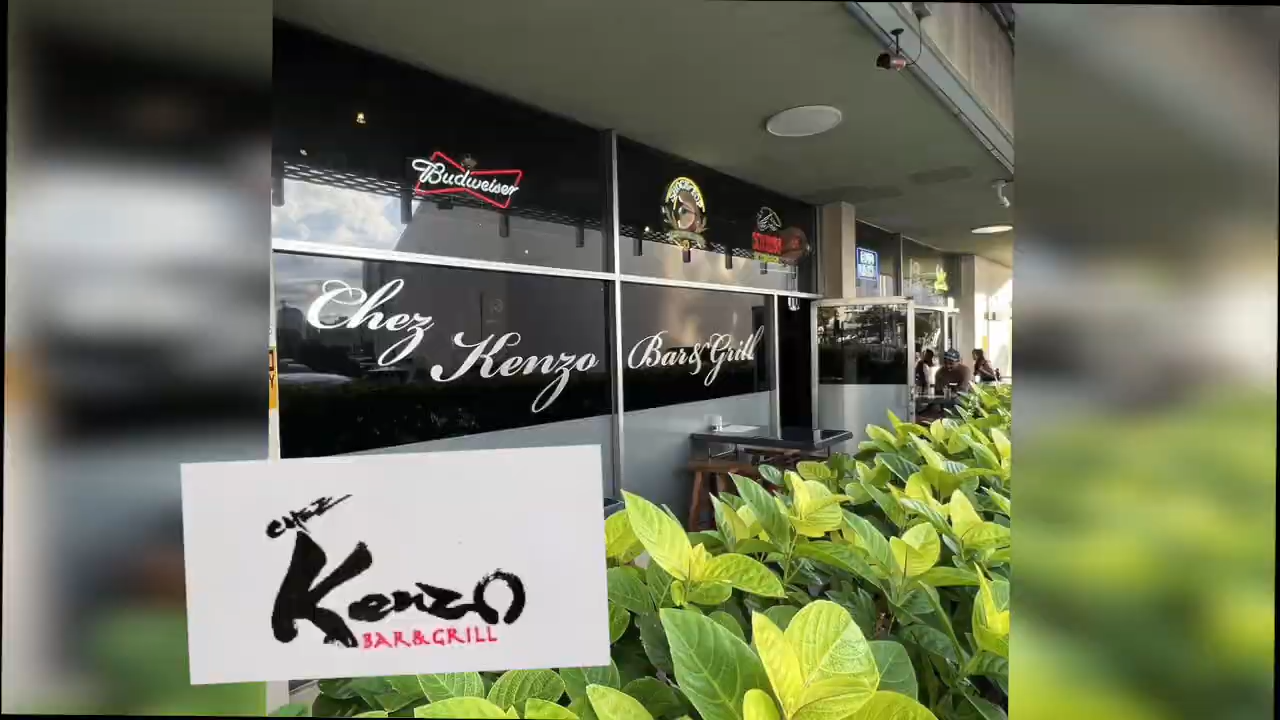 Budweiser
Chez
Kenzo
Bar & Grill
CHEZ
Kenzo
BAR & GRILL